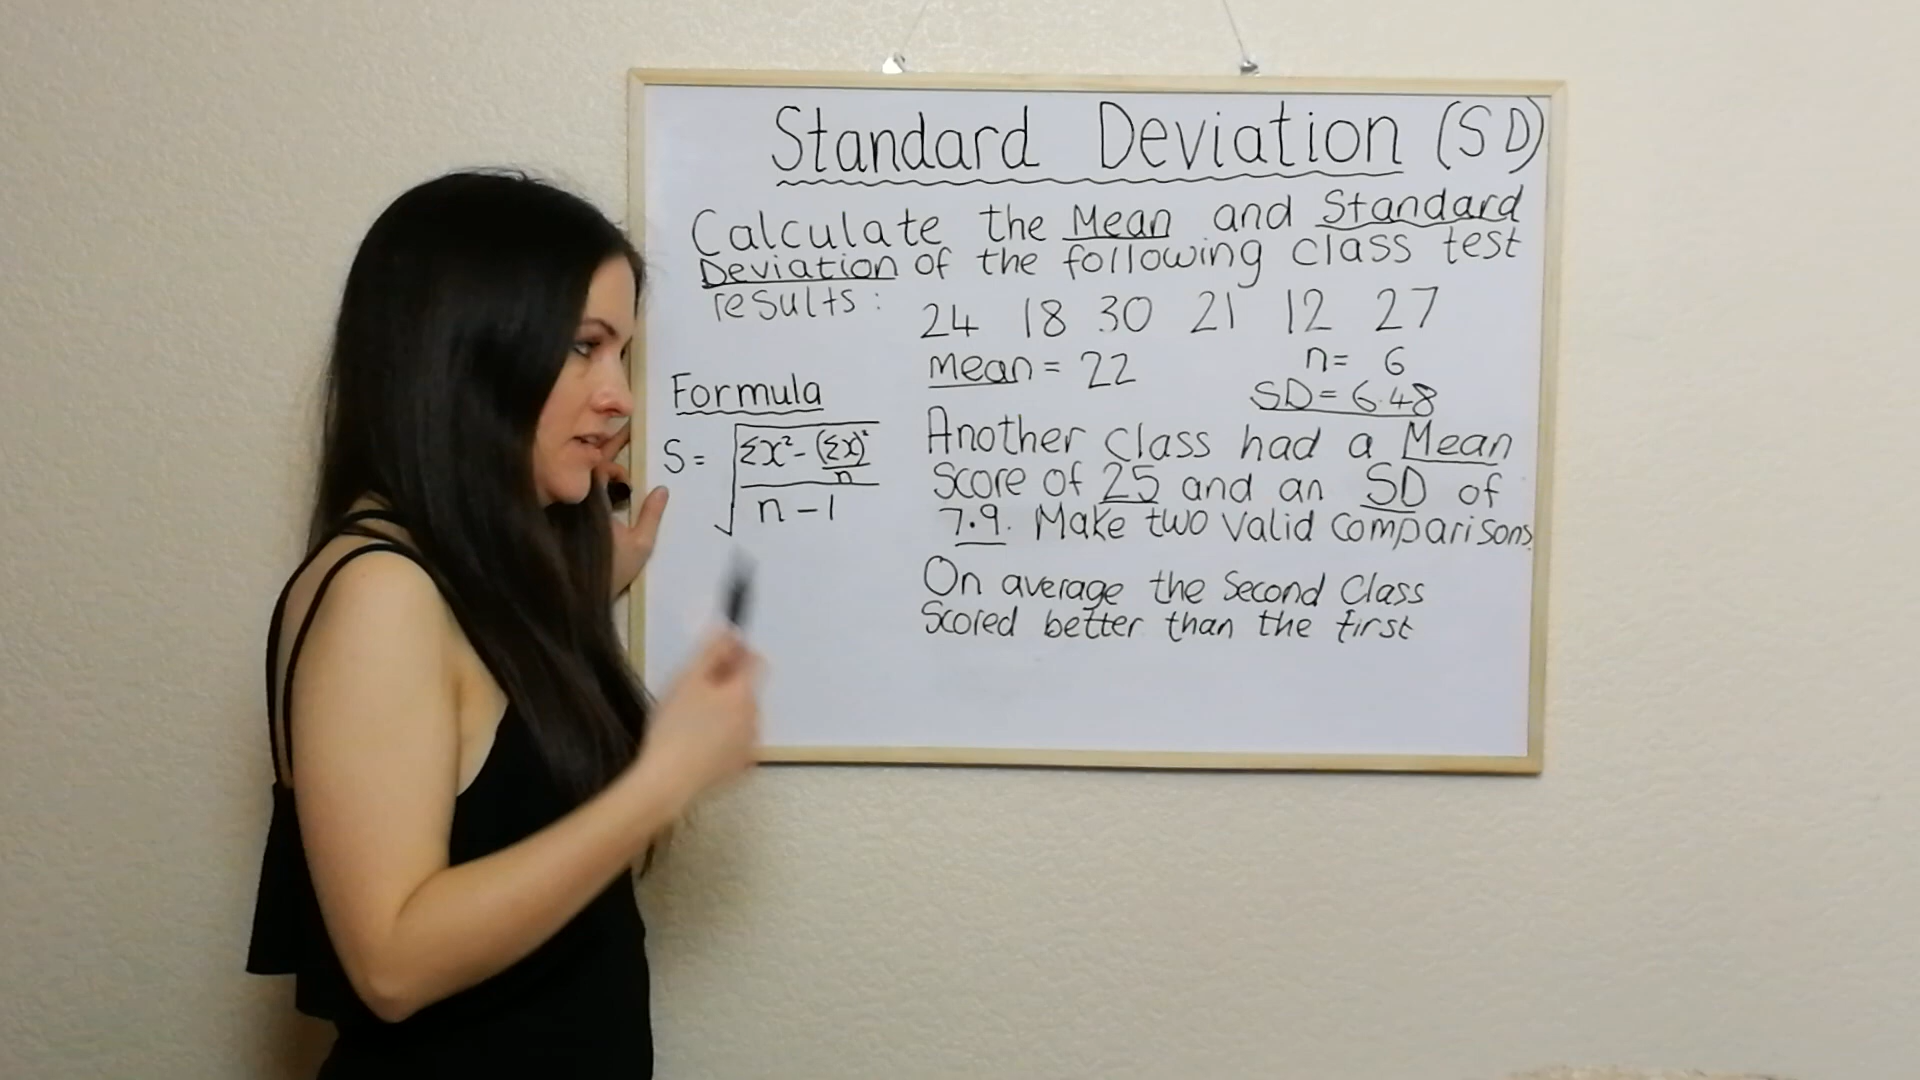 Standard Deviation (SD)
Calculate the Mean and Standard
Deviation of the following class test
results: 24 18 30 21 12 27
mean = 22 n= 6
SD = 6.48
Formula
S = √((Σx² - (Σx)²/n)/(n-1))
Another Class had a Mean
Score of 25 and an SD of
7.9. Make two valid comparisons.
On average the Second Class
Scored better than the first